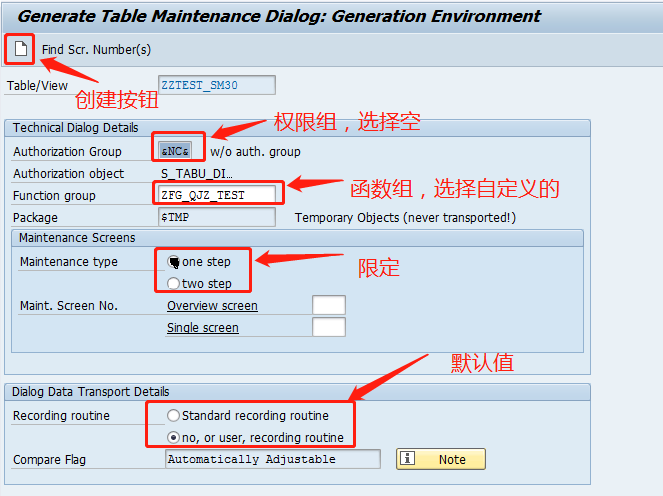 Generate Table Maintenance Dialog: Generation Environment
Find Scr. Number(s)
Table/View ZZTEST_SM30
创建按钮
权限组，选择空
Technical Dialog Details
Authorization Group &NC& w/o auth. group
Authorization object S_TABU_DI…
函数组，选择自定义的
Function group ZFG_QJZ_TEST
Package $TMP Temporary Objects (never transported!)
Maintenance Screens
Maintenance type one step
限定
two step
Maint. Screen No. Overview screen
Single screen
默认值
Dialog Data Transport Details
Recording routine Standard recording routine
no, or user, recording routine
Compare Flag Automatically Adjustable Note